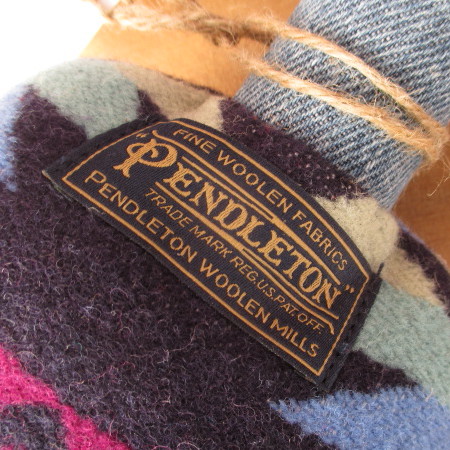 FINE WOOLEN FABRICS
"PENDLETON"
TRADE MARK REG.U.S.PAT.OFF.
PENDLETON WOOLEN MILLS